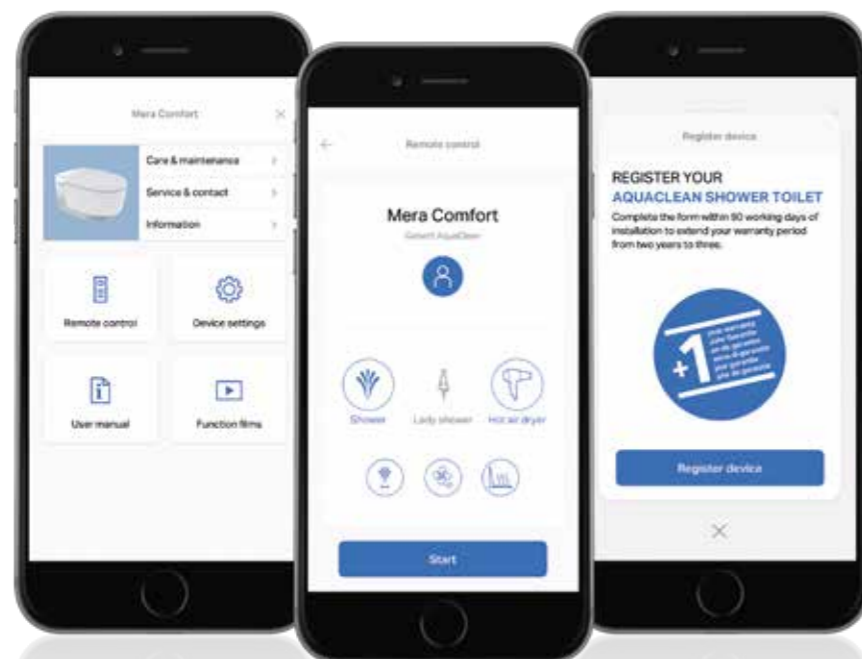 Mera Comfort
Care & maintenance
Service & contact
Information
Remote control
Device settings
User manual
Function films
Remote control
Mera Comfort
Geberit AquaClean
Shower
Lady shower
Hot air dryer
Start
Register device
REGISTER YOUR
AQUACLEAN SHOWER TOILET
Complete the form within 90 working days of
installation to extend your warranty period
from two years to three.
+1
year warranty
Register device